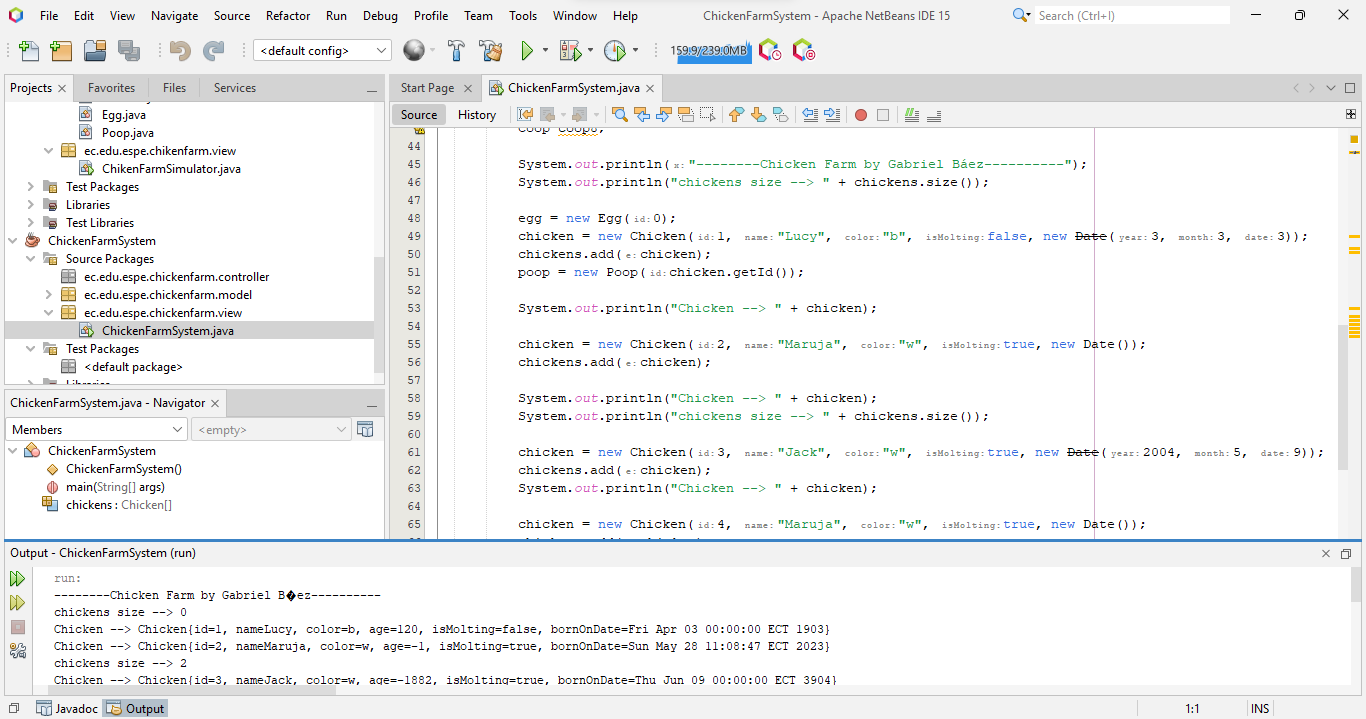 File Edit View Navigate Source Refactor Run Debug Profile Team Tools Window Help ChickenFarmSystem - Apache NetBeans IDE 15 Search (Ctrl+I)
<default config> 159.9/239.0MB
Projects Favorites Files Services
Egg.java
Poop.java
ec.edu.espe.chikenfarm.view
ChikenFarmSimulator.java
Test Packages
Libraries
Test Libraries
ChickenFarmSystem
Source Packages
ec.edu.espe.chickenfarm.controller
ec.edu.espe.chickenfarm.model
ec.edu.espe.chickenfarm.view
ChickenFarmSystem.java
Test Packages
<default package>
Libraries
ChickenFarmSystem.java - Navigator
Members <empty>
ChickenFarmSystem
ChickenFarmSystem()
main(String[] args)
chickens : Chicken[]
Start Page ChickenFarmSystem.java
Source History
Coop coops;
44
45 System.out.println(x: "--------Chicken Farm by Gabriel Báez----------");
46 System.out.println("chickens size --> " + chickens.size());
47
48 egg = new Egg(id: 0);
49 chicken = new Chicken(id: 1, name: "Lucy", color: "b", isMolting: false, new Date(year: 3, month: 3, date: 3));
50 chickens.add(e: chicken);
51 poop = new Poop(id: chicken.getId());
52
53 System.out.println("Chicken --> " + chicken);
54
55 chicken = new Chicken(id: 2, name: "Maruja", color: "w", isMolting: true, new Date());
56 chickens.add(e: chicken);
57
58 System.out.println("Chicken --> " + chicken);
59 System.out.println("chickens size --> " + chickens.size());
60
61 chicken = new Chicken(id: 3, name: "Jack", color: "w", isMolting: true, new Date(year: 2004, month: 5, date: 9));
62 chickens.add(e: chicken);
63 System.out.println("Chicken --> " + chicken);
64
65 chicken = new Chicken(id: 4, name: "Maruja", color: "w", isMolting: true, new Date());
Output - ChickenFarmSystem (run)
run:
--------Chicken Farm by Gabriel B�ez----------
chickens size --> 0
Chicken --> Chicken{id=1, nameLucy, color=b, age=120, isMolting=false, bornOnDate=Fri Apr 03 00:00:00 ECT 1903}
Chicken --> Chicken{id=2, nameMaruja, color=w, age=-1, isMolting=true, bornOnDate=Sun May 28 11:08:47 ECT 2023}
chickens size --> 2
Chicken --> Chicken{id=3, nameJack, color=w, age=-1882, isMolting=true, bornOnDate=Thu Jun 09 00:00:00 ECT 3904}
Javadoc Output 1:1 INS